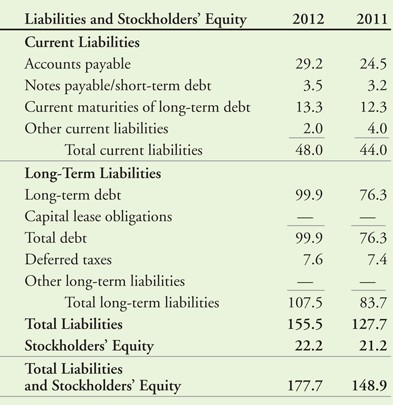 Liabilities and Stockholders' Equity 2012 2011
Current Liabilities
Accounts payable 29.2 24.5
Notes payable/short-term debt 3.5 3.2
Current maturities of long-term debt 13.3 12.3
Other current liabilities 2.0 4.0
Total current liabilities 48.0 44.0
Long-Term Liabilities
Long-term debt 99.9 76.3
Capital lease obligations — —
Total debt 99.9 76.3
Deferred taxes 7.6 7.4
Other long-term liabilities — —
Total long-term liabilities 107.5 83.7
Total Liabilities 155.5 127.7
Stockholders' Equity 22.2 21.2
Total Liabilities
and Stockholders' Equity 177.7 148.9